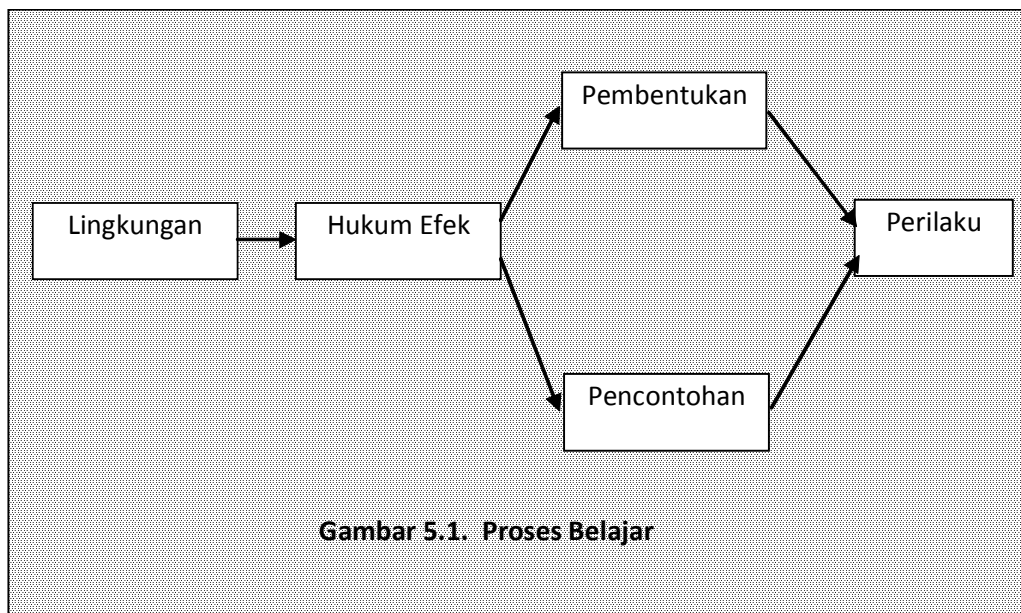 Pembentukan
Lingkungan
Hukum Efek
Perilaku
Pencontohan
Gambar 5.1. Proses Belajar